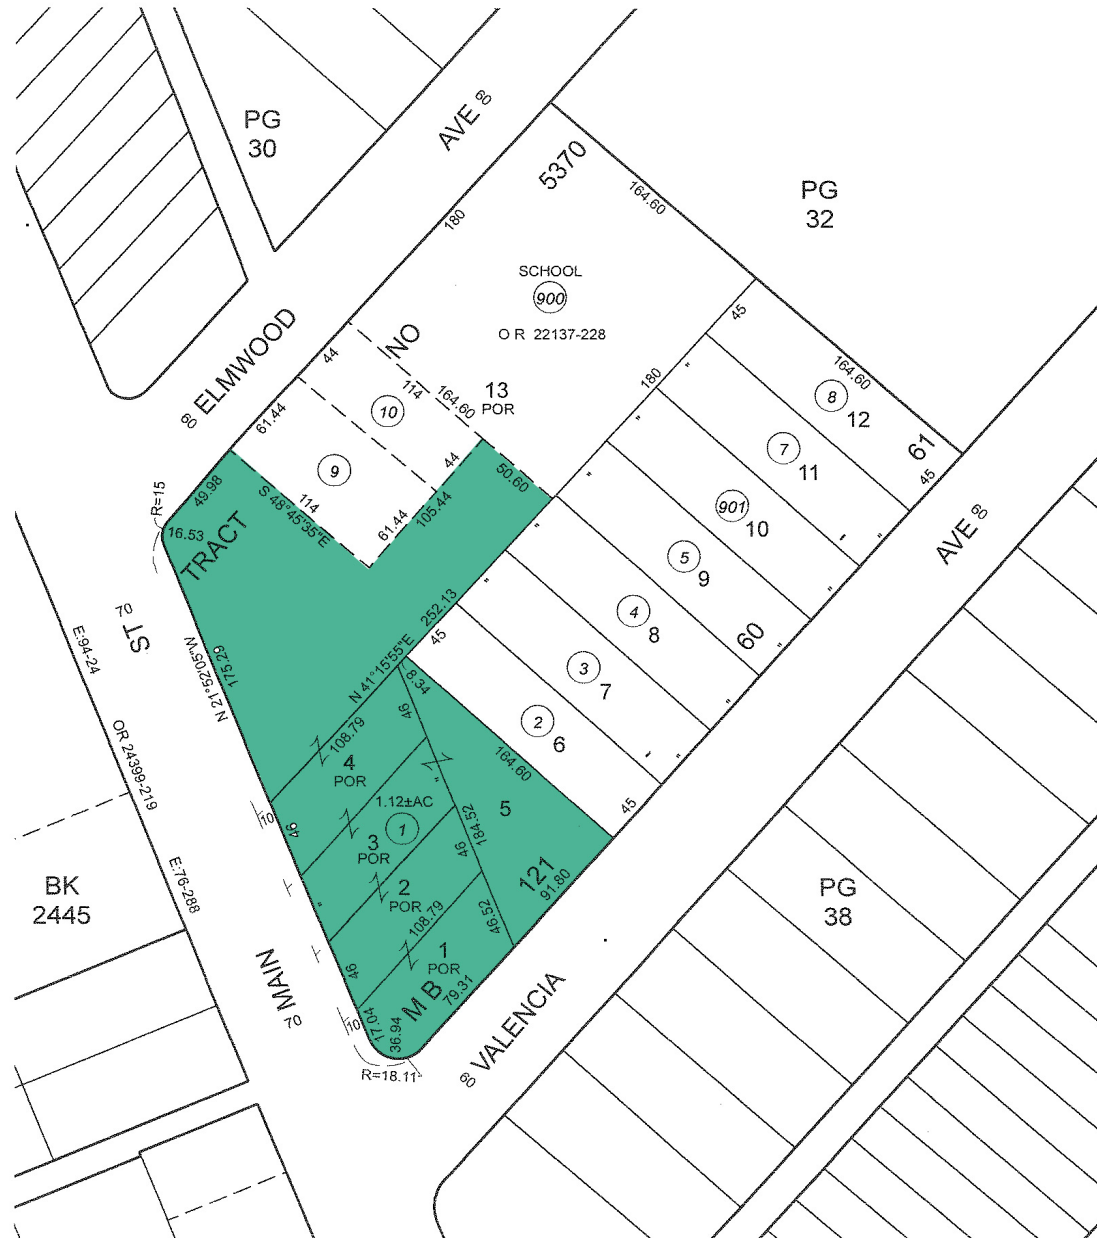 PG
30
AVE 60
5370
164.60
PG
32
180
SCHOOL
900
O R 22137-228
NO
60 ELMWOOD
44
114
164.60
13
POR
180
45
164.60
8
12
61
45
10
61.44
9
44
50.60
"
7
11
"
"
901
10
"
AVE 60
R=15
49.98
S 48°45'35"E
114
61.44
105.44
16.53
TRACT
"
5
9
"
4
8
60
"
ST 70
E:94-24
N 21°52'05"W
175.29
252.13
45
"
3
7
"
N 41°15'55"E
8.34
46
2
6
"
"
108.79
4
POR
164.60
45
OR 24399-219
10
46
1.12±AC
1
"
184.52
5
3
POR
46
E:76-288
BK
2445
2
POR
108.79
46.52
121
91.80
PG
38
"
1
POR
46
M B
79.31
70 MAIN
10
17.04
36.94
R=18.11
60 VALENCIA